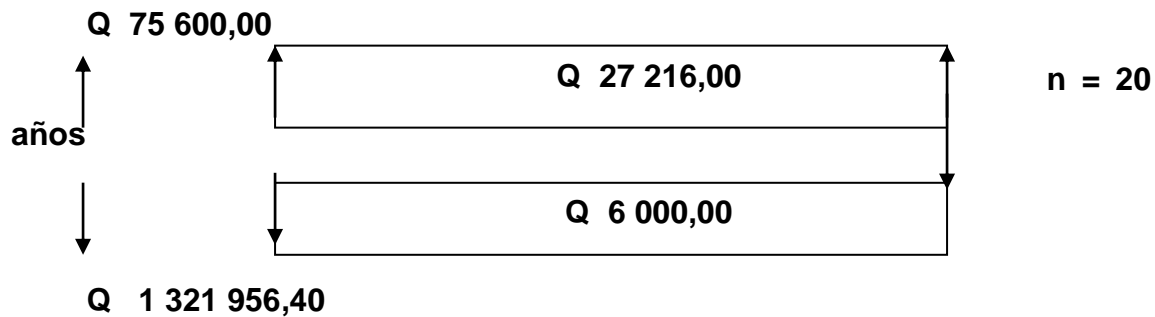 Q 75 600,00
Q 27 216,00
n = 20
años
Q 6 000,00
Q 1 321 956,40